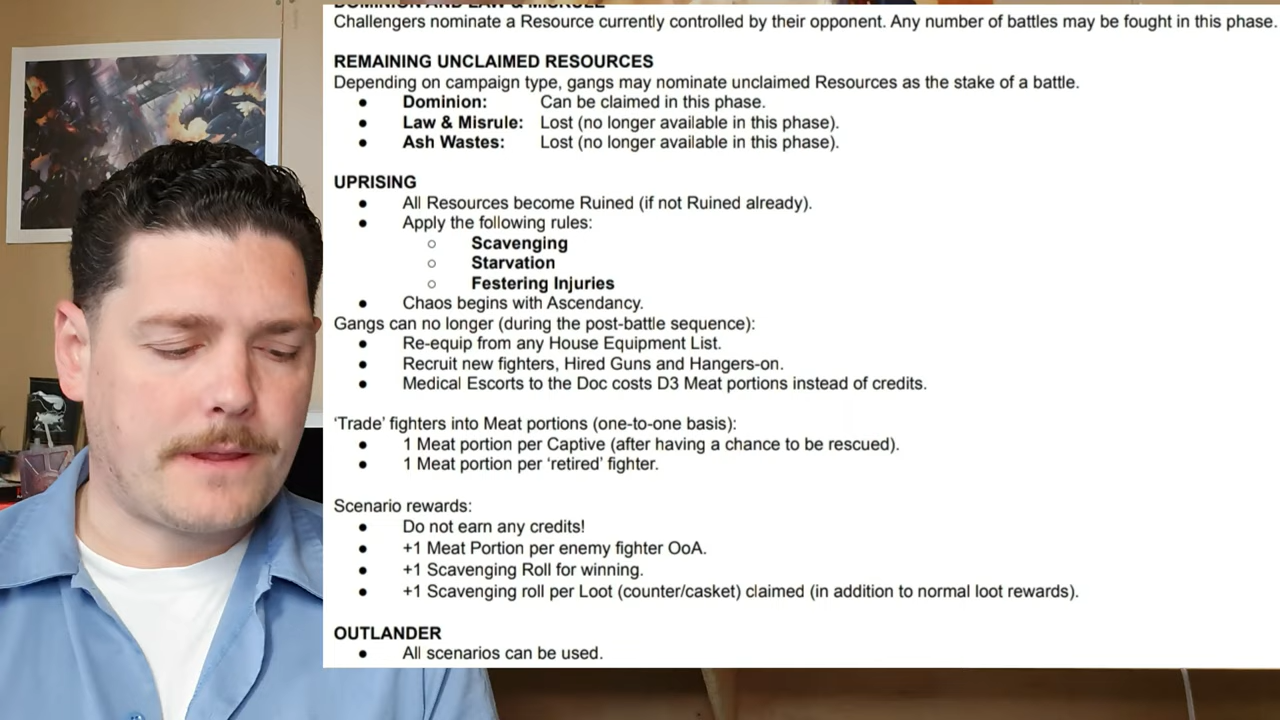 DOMINION AND LAW & MISRULE
Challengers nominate a Resource currently controlled by their opponent. Any number of battles may be fought in this phase.
REMAINING UNCLAIMED RESOURCES
Depending on campaign type, gangs may nominate unclaimed Resources as the stake of a battle.
● Dominion: Can be claimed in this phase.
● Law & Misrule: Lost (no longer available in this phase).
● Ash Wastes: Lost (no longer available in this phase).
UPRISING
● All Resources become Ruined (if not Ruined already).
● Apply the following rules:
○ Scavenging
○ Starvation
○ Festering Injuries
● Chaos begins with Ascendancy.
Gangs can no longer (during the post-battle sequence):
● Re-equip from any House Equipment List.
● Recruit new fighters, Hired Guns and Hangers-on.
● Medical Escorts to the Doc costs D3 Meat portions instead of credits.
‘Trade’ fighters into Meat portions (one-to-one basis):
● 1 Meat portion per Captive (after having a chance to be rescued).
● 1 Meat portion per ‘retired’ fighter.
Scenario rewards:
● Do not earn any credits!
● +1 Meat Portion per enemy fighter OoA.
● +1 Scavenging Roll for winning.
● +1 Scavenging roll per Loot (counter/casket) claimed (in addition to normal loot rewards).
OUTLANDER
● All scenarios can be used.